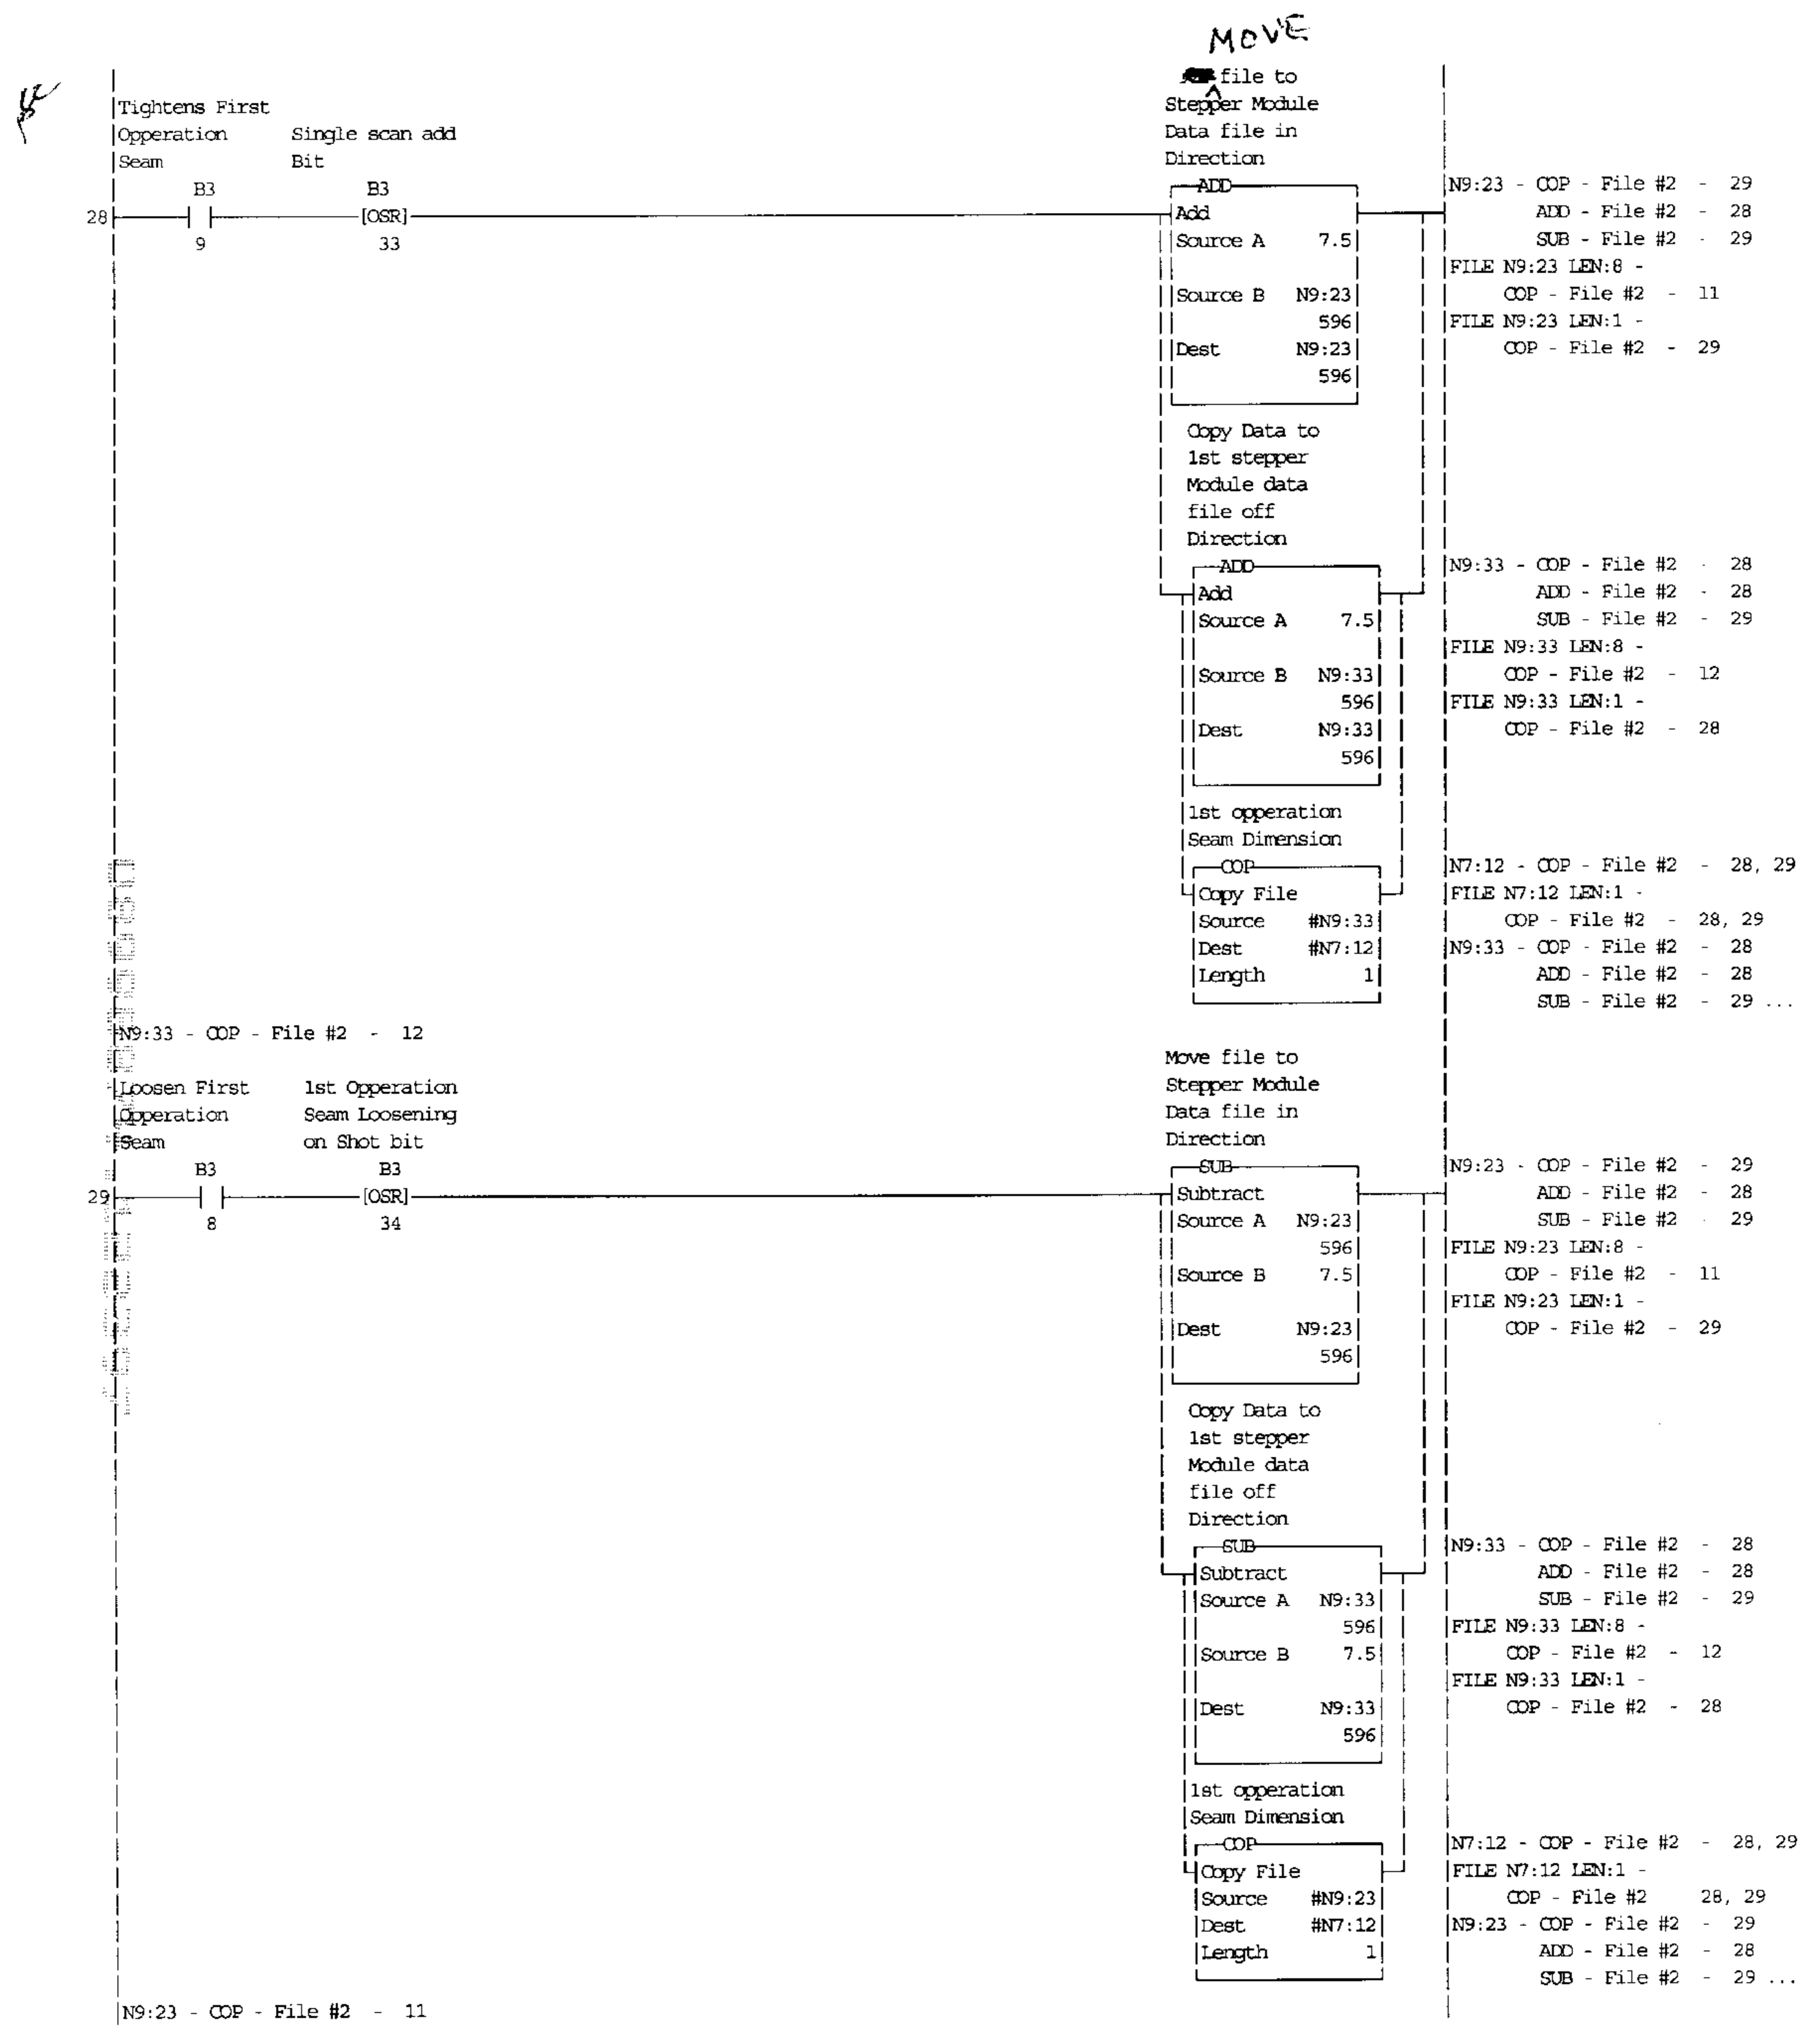 MOVE
file to
Stepper Module
Data file in
Direction
Tightens First
Opperation Single scan add
Seam Bit
B3 B3
ADD
28 [OSR] Add
9 33
Source A 7.5
Source B N9:23
596
Dest N9:23
596
N9:23 - COP - File #2 - 29
ADD - File #2 - 28
SUB - File #2 - 29
FILE N9:23 LEN:8 -
COP - File #2 - 11
FILE N9:23 LEN:1 -
COP - File #2 - 29
Copy Data to
1st stepper
Module data
file off
Direction
ADD
Add
Source A 7.5
Source B N9:33
596
Dest N9:33
596
N9:33 - COP - File #2 - 28
ADD - File #2 - 28
SUB - File #2 - 29
FILE N9:33 LEN:8 -
COP - File #2 - 12
FILE N9:33 LEN:1 -
COP - File #2 - 28
1st opperation
Seam Dimension
COP
Copy File
Source #N9:33
Dest #N7:12
Length 1
N7:12 - COP - File #2 - 28, 29
FILE N7:12 LEN:1 -
COP - File #2 - 28, 29
N9:33 - COP - File #2 - 28
ADD - File #2 - 28
SUB - File #2 - 29 ...
N9:33 - COP - File #2 - 12
Move file to
Stepper Module
Data file in
Direction
Loosen First 1st Opperation
Opperation Seam Loosening
Seam on Shot bit
B3 B3
SUB
29 [OSR] Subtract
8 34
Source A N9:23
596
Source B 7.5
Dest N9:23
596
N9:23 - COP - File #2 - 29
ADD - File #2 - 28
SUB - File #2 - 29
FILE N9:23 LEN:8 -
COP - File #2 - 11
FILE N9:23 LEN:1 -
COP - File #2 - 29
Copy Data to
1st stepper
Module data
file off
Direction
SUB
Subtract
Source A N9:33
596
Source B 7.5
Dest N9:33
596
N9:33 - COP - File #2 - 28
ADD - File #2 - 28
SUB - File #2 - 29
FILE N9:33 LEN:8 -
COP - File #2 - 12
FILE N9:33 LEN:1 -
COP - File #2 - 28
1st opperation
Seam Dimension
COP
Copy File
Source #N9:23
Dest #N7:12
Length 1
N7:12 - COP - File #2 - 28, 29
FILE N7:12 LEN:1 -
COP - File #2 28, 29
N9:23 - COP - File #2 - 29
ADD - File #2 - 28
SUB - File #2 - 29 ...
N9:23 - COP - File #2 - 11